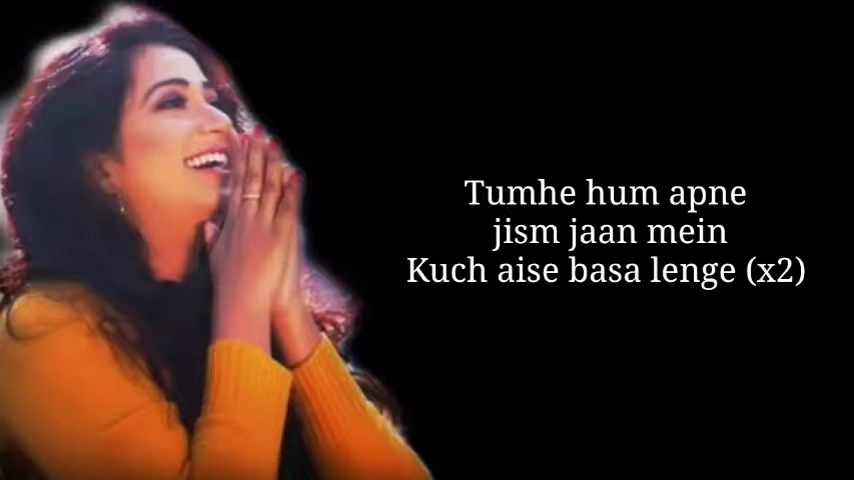 Tumhe hum apne
jism jaan mein
Kuch aise basa lenge (x2)